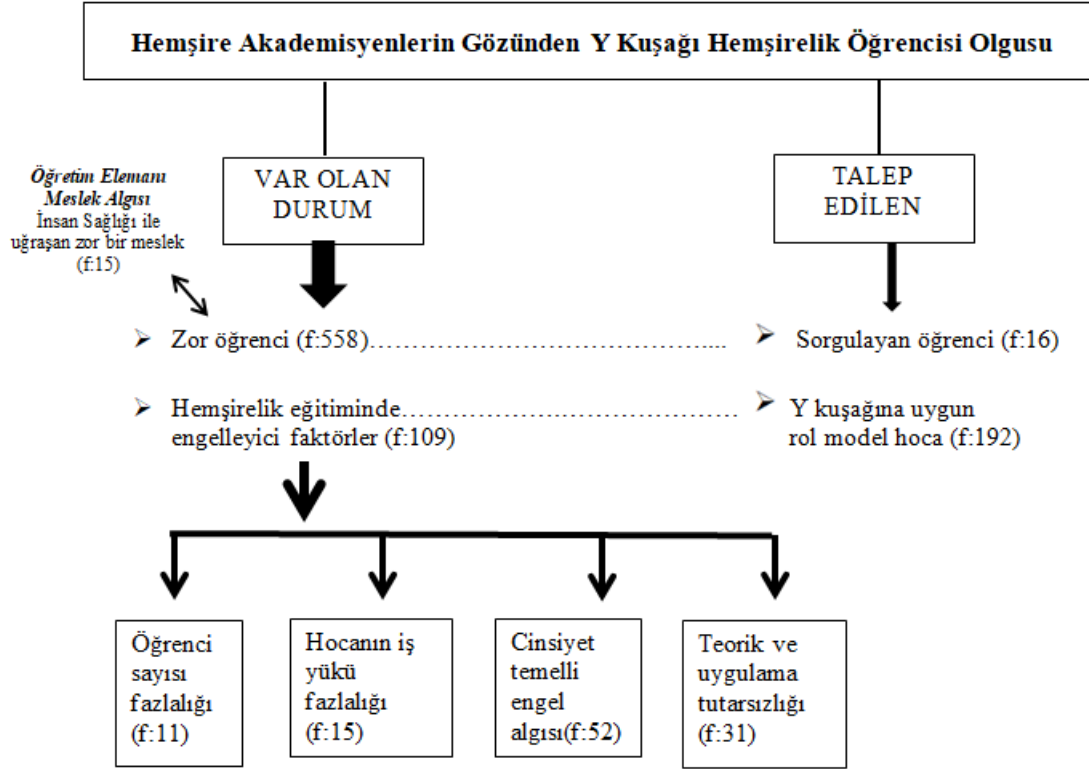 Hemşire Akademisyenlerin Gözünden Y Kuşağı Hemşirelik Öğrencisi Olgusu
Öğretim Elemanı
Meslek Algısı
İnsan Sağlığı ile
uğraşan zor bir meslek
(f:15)
VAR OLAN
DURUM
TALEP
EDİLEN
➢ Zor öğrenci (f:558)…………………………………....
➢ Sorgulayan öğrenci (f:16)
➢ Hemşirelik eğitiminde…………………………………
engelleyici faktörler (f:109)
➢ Y kuşağına uygun
rol model hoca (f:192)
Öğrenci
sayısı
fazlalığı
(f:11)
Hocanın iş
yükü
fazlalığı
(f:15)
Cinsiyet
temelli
engel
algısı(f:52)
Teorik ve
uygulama
tutarsızlığı
(f:31)